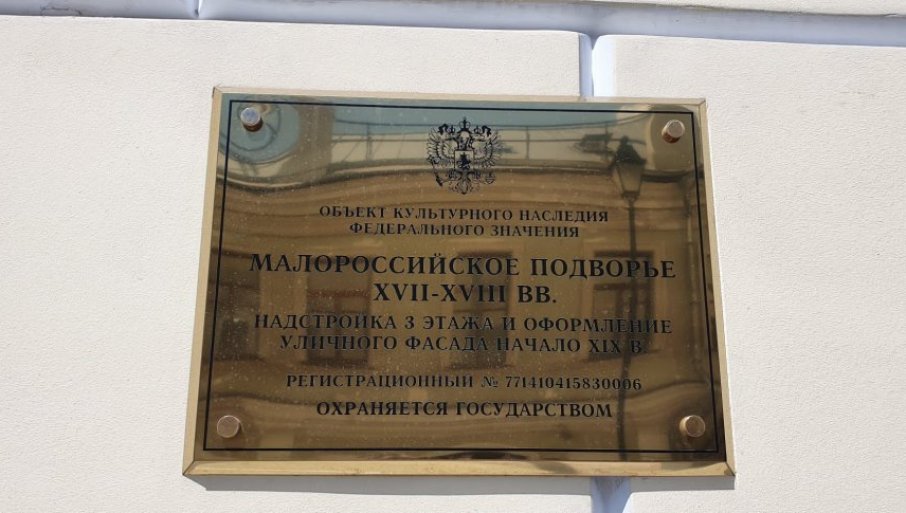 ОБЪЕКТ КУЛЬТУРНОГО НАСЛЕДИЯ
ФЕДЕРАЛЬНОГО ЗНАЧЕНИЯ
МАЛОРОССИЙСКОЕ ПОДВОРЬЕ
XVII-XVIII ВВ.
НАДСТРОЙКА 3 ЭТАЖА И ОФОРМЛЕНИЕ
УЛИЧНОГО ФАСАДА НАЧАЛО XIX В.
РЕГИСТРАЦИОННЫЙ № 771410415830006
ОХРАНЯЕТСЯ ГОСУДАРСТВОМ